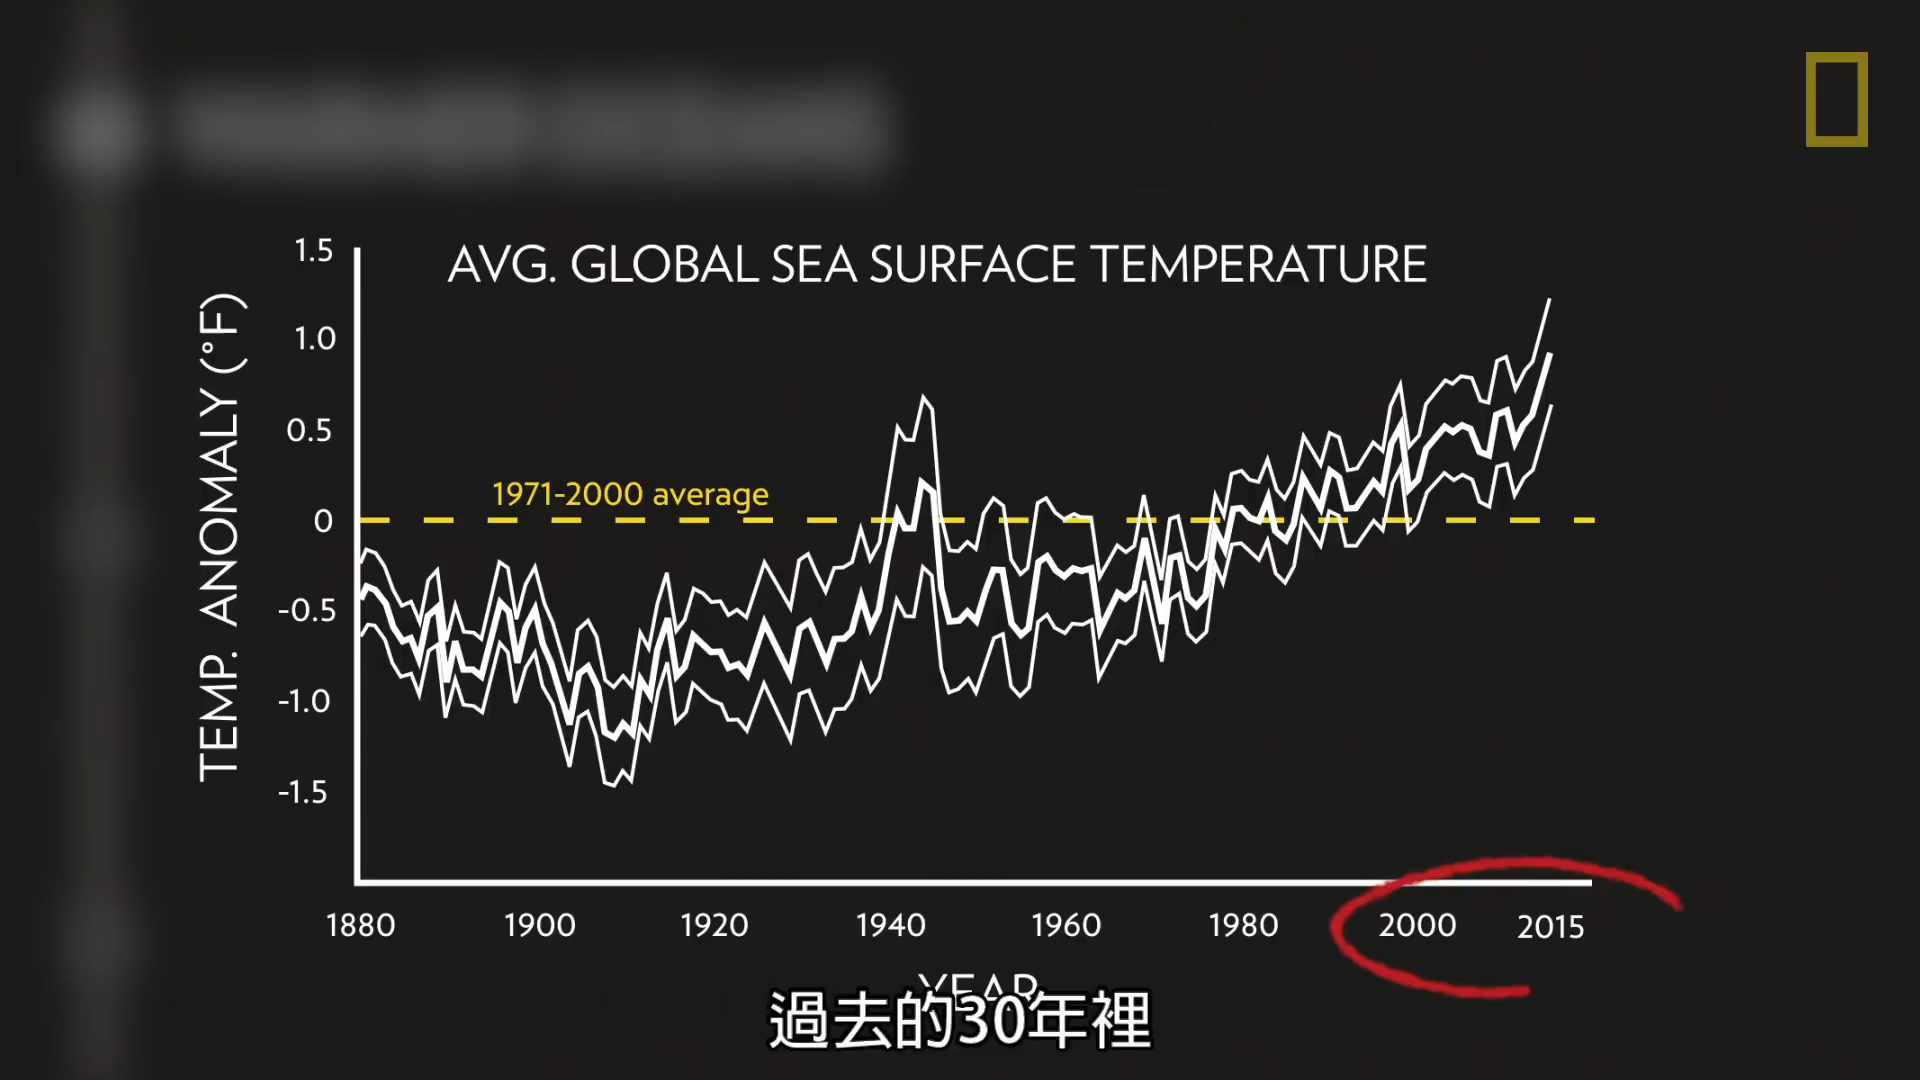 AVG. GLOBAL SEA SURFACE TEMPERATURE
TEMP. ANOMALY (°F)
1.5
1.0
0.5
0
-0.5
-1.0
-1.5
1971-2000 average
1880 1900 1920 1940 1960 1980 2000 2015
YEAR
過去的30年裡